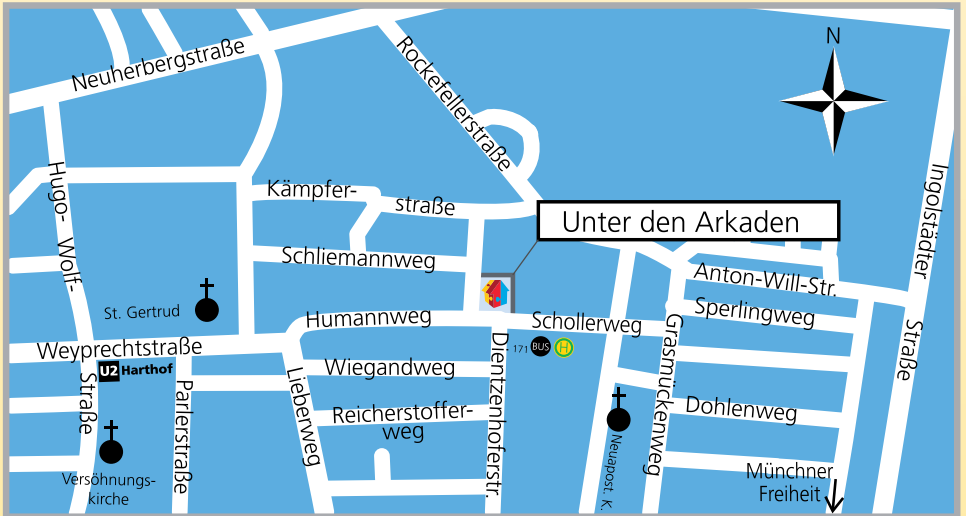 N
Neuherbergstraße
Rockefellerstraße
Hugo- Wolf-
Straße
Kämpfer-
straße
Unter den Arkaden
Ingolstädter
Straße
Schliemannweg
Anton-Will-Str.
St. Gertrud
Humannweg
Schollerweg
Sperlingweg
Weyprechtstraße
171
BUS
H
U2 Harthof
Wiegandweg
Dientzenhoferstr.
Grasmückenweg
Parlerstraße
Lieberweg
Reicherstoffer-
weg
Dohlenweg
Neuapost. K.
Versöhnungs-
kirche
Münchner
Freiheit